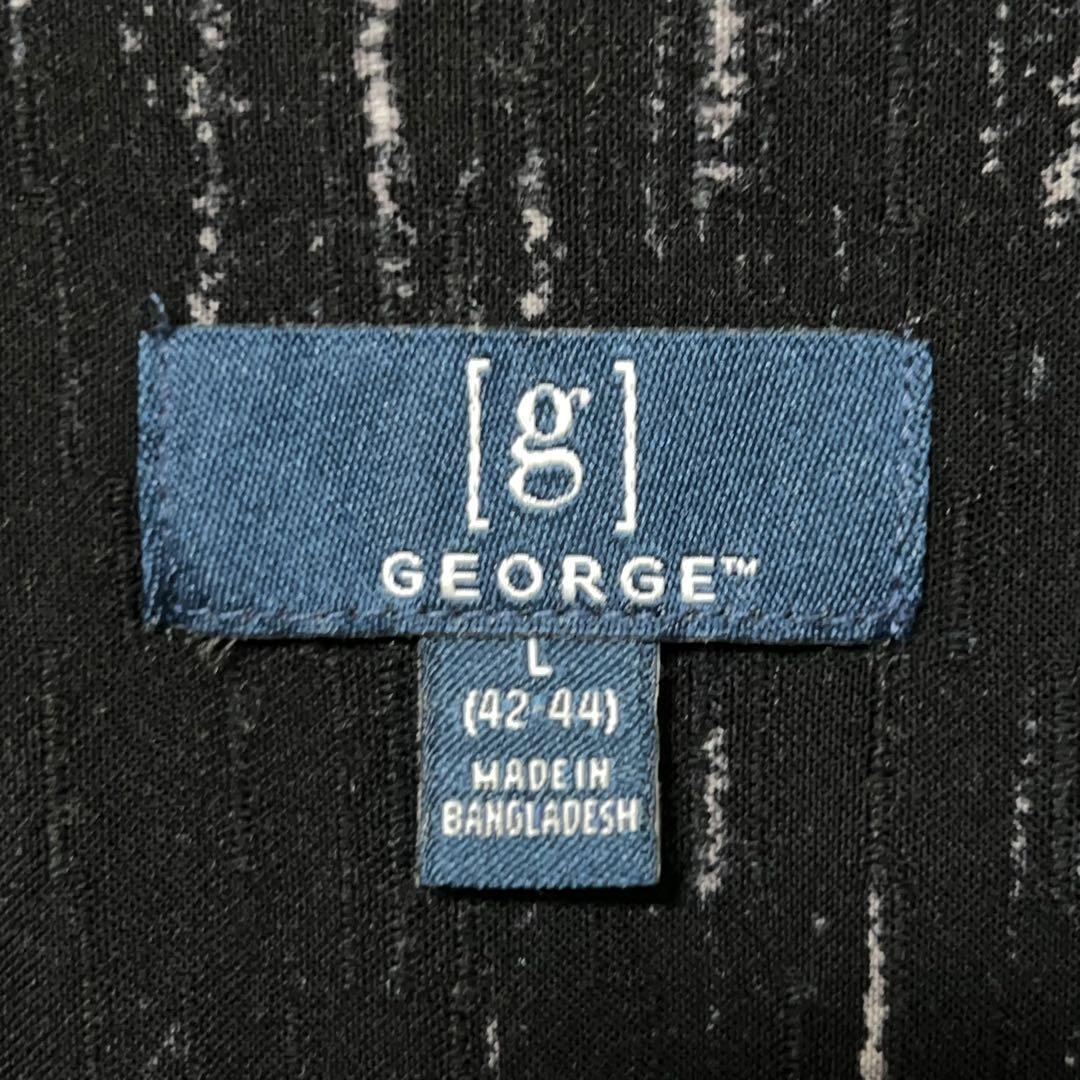 [g]
GEORGE™
L
(42-44)
MADE IN
BANGLADESH